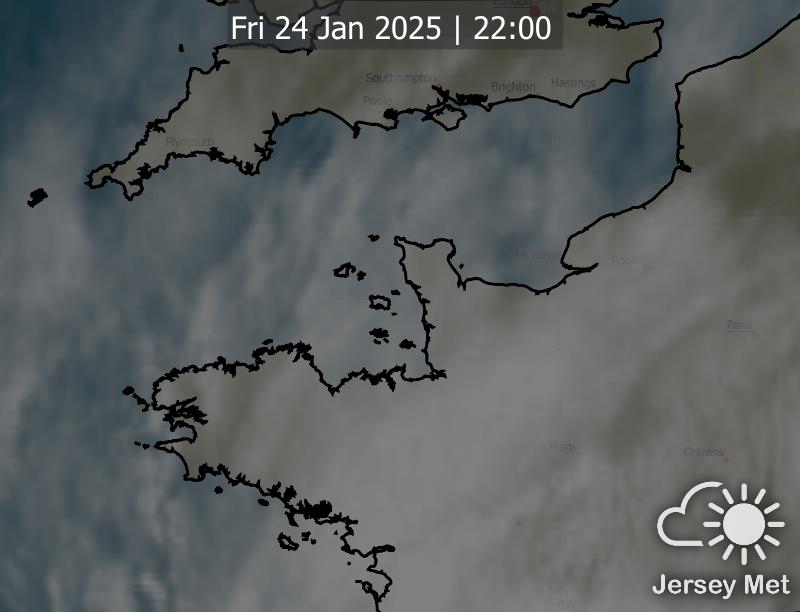 London
Fri 24 Jan 2025 | 22:00
Southampton
Brighton
Hastings
Poole
Plymouth
Le Havre
Rouen
Paris
Le Mans
Orleans
Jersey Met
0W